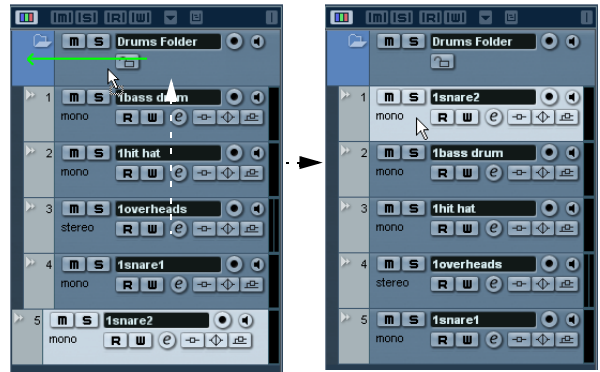 M S R W
M S Drums Folder
1 M S 1bass drum
mono R W e
2 M S 1hit hat
mono R W e
3 M S 1overheads
stereo R W e
4 M S 1snare1
mono R W e
5 M S 1snare2
mono R W e
M S R W
M S Drums Folder
1 M S 1snare2
mono R W e
2 M S 1bass drum
mono R W e
3 M S 1hit hat
mono R W e
4 M S 1overheads
stereo R W e
5 M S 1snare1
mono R W e